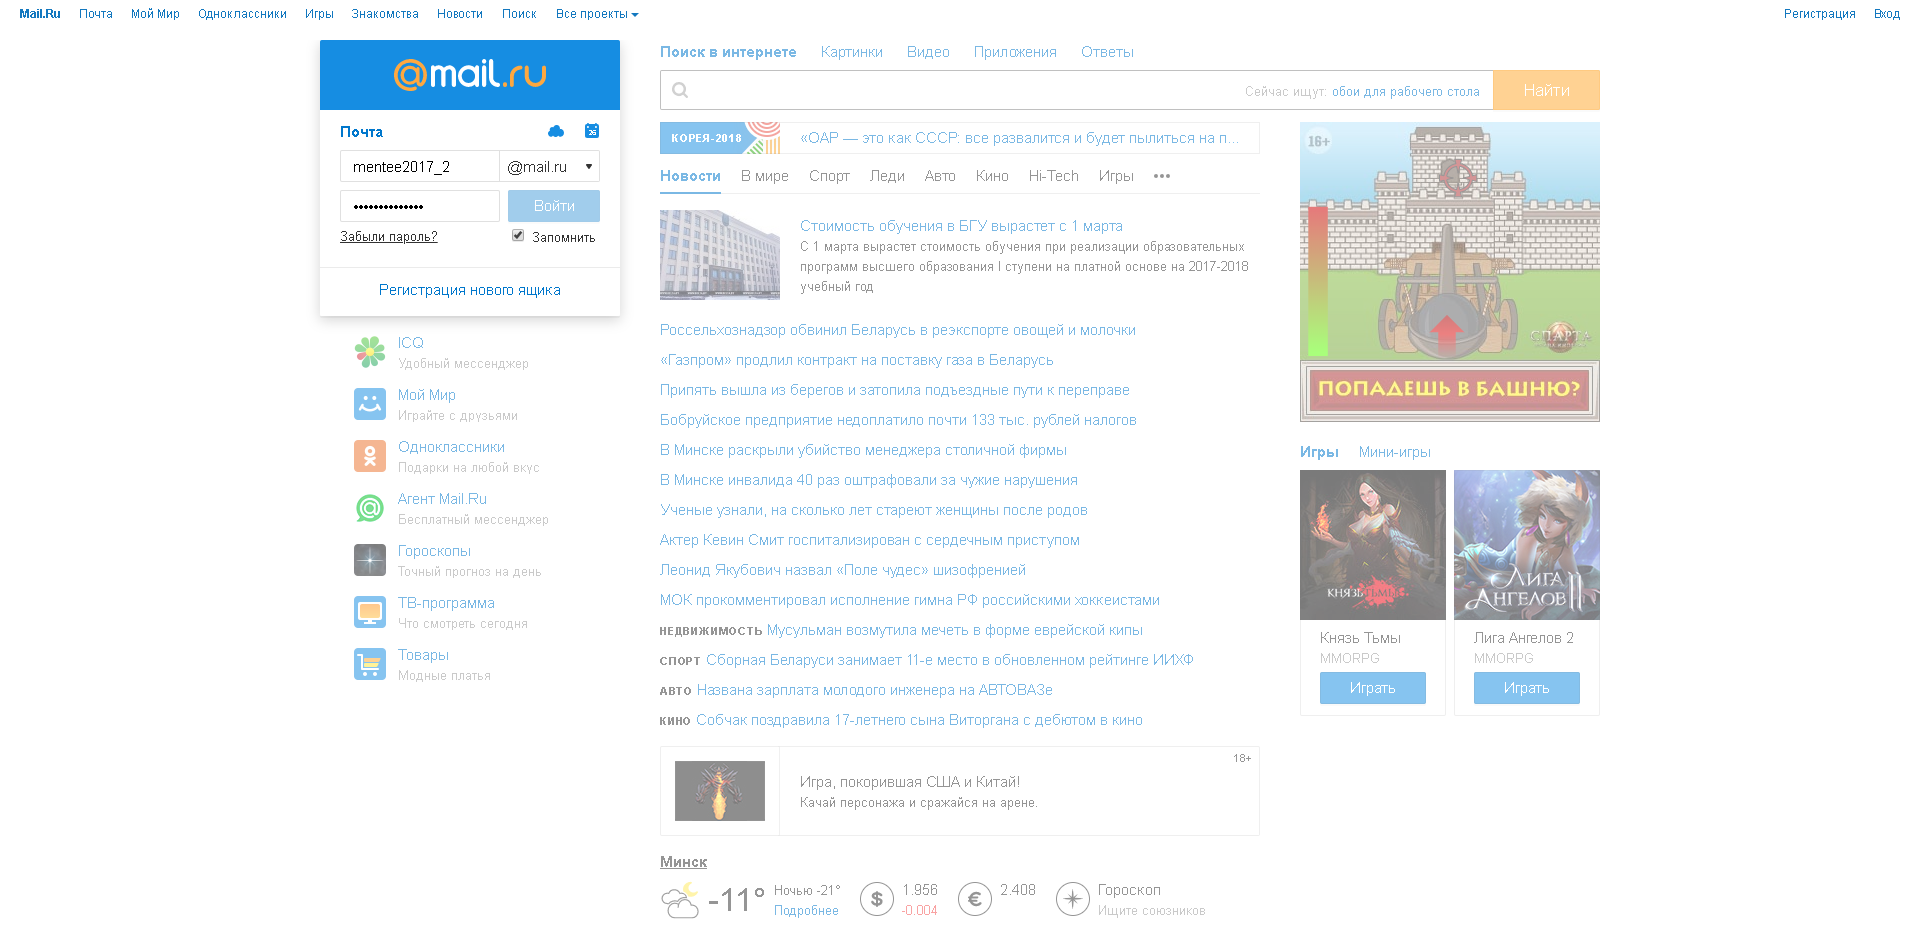 Mail.Ru Почта Мой Мир Одноклассники Игры Знакомства Новости Поиск Все проекты Регистрация Вход
@mail.ru
Почта
26
mentee2017_2 @mail.ru
•••••••••••••• Войти
Забыли пароль? Запомнить
Регистрация нового ящика
ICQ
Удобный мессенджер
Мой Мир
Играйте с друзьями
Одноклассники
Подарки на любой вкус
Агент Mail.Ru
Бесплатный мессенджер
Гороскопы
Точный прогноз на день
ТВ-программа
Что смотреть сегодня
Товары
Модные платья
Поиск в интернете Картинки Видео Приложения Ответы
Сейчас ищут: обои для рабочего стола Найти
КОРЕЯ-2018 «ОАР — это как СССР: все развалится и будет пылиться на п...
Новости В мире Спорт Леди Авто Кино Hi-Tech Игры •••
Стоимость обучения в БГУ вырастет с 1 марта
С 1 марта вырастет стоимость обучения при реализации образовательных
программ высшего образования I ступени на платной основе на 2017-2018
учебный год
Россельхознадзор обвинил Беларусь в реэкспорте овощей и молочки
«Газпром» продлил контракт на поставку газа в Беларусь
Припять вышла из берегов и затопила подъездные пути к переправе
Бобруйское предприятие недоплатило почти 133 тыс. рублей налогов
В Минске раскрыли убийство менеджера столичной фирмы
В Минске инвалида 40 раз оштрафовали за чужие нарушения
Ученые узнали, на сколько лет стареют женщины после родов
Актер Кевин Смит госпитализирован с сердечным приступом
Леонид Якубович назвал «Поле чудес» шизофренией
МОК прокомментировал исполнение гимна РФ российскими хоккеистами
НЕДВИЖИМОСТЬ Мусульман возмутила мечеть в форме еврейской кипы
СПОРТ Сборная Беларуси занимает 11-е место в обновленном рейтинге ИИХФ
АВТО Названа зарплата молодого инженера на АВТОВАЗе
КИНО Собчак поздравила 17-летнего сына Виторгана с дебютом в кино
18+
Игра, покорившая США и Китай!
Качай персонажа и сражайся на арене.
Минск
-11° Ночью -21° $ 1.956 € 2.408 Гороскоп
Подробнее -0.004 Ищите союзников
16+
СПАРТА
ПОПАДЕШЬ В БАШНЮ?
Игры Мини-игры
КНЯЗЬ ТЬМЫ
ЛИГА
АНГЕЛОВ II
Князь Тьмы Лига Ангелов 2
MMORPG MMORPG
Играть Играть